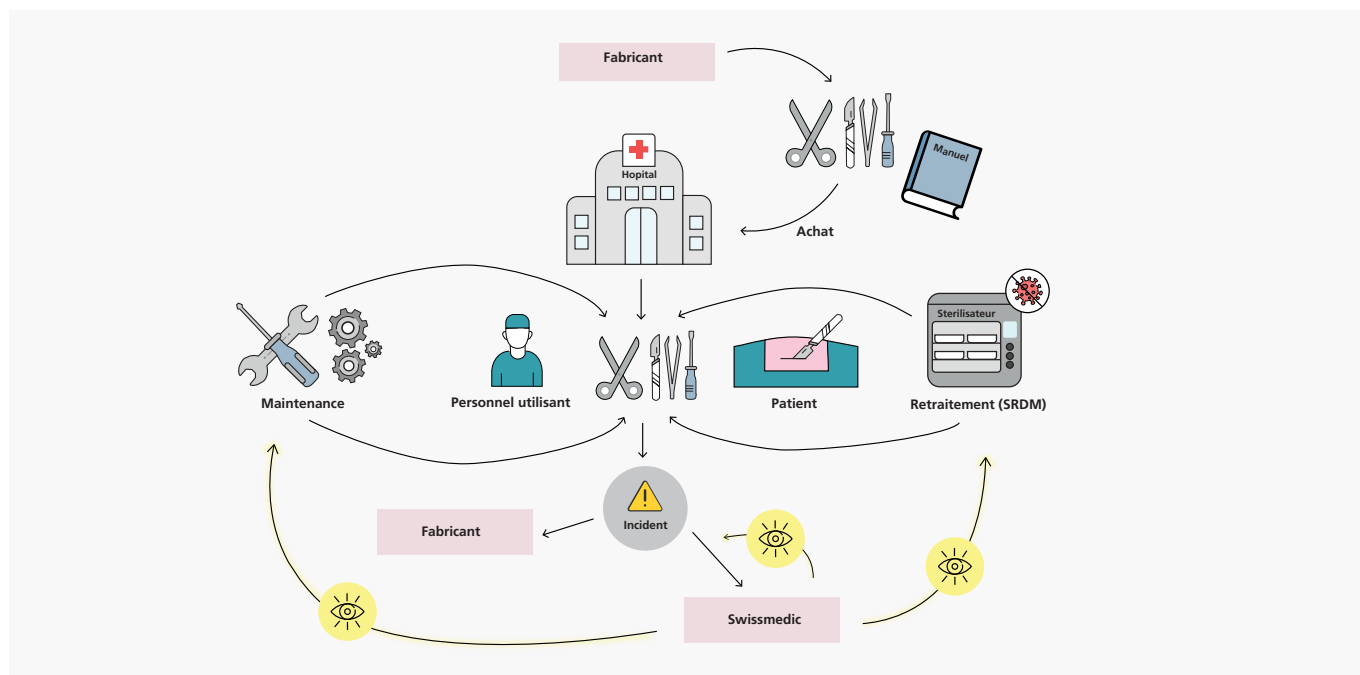 Fabricant
Manuel
Hopital
Achat
Sterilisateur
Maintenance
Personnel utilisant
Patient
Retraitement (SRDM)
Incident
Fabricant
Swissmedic